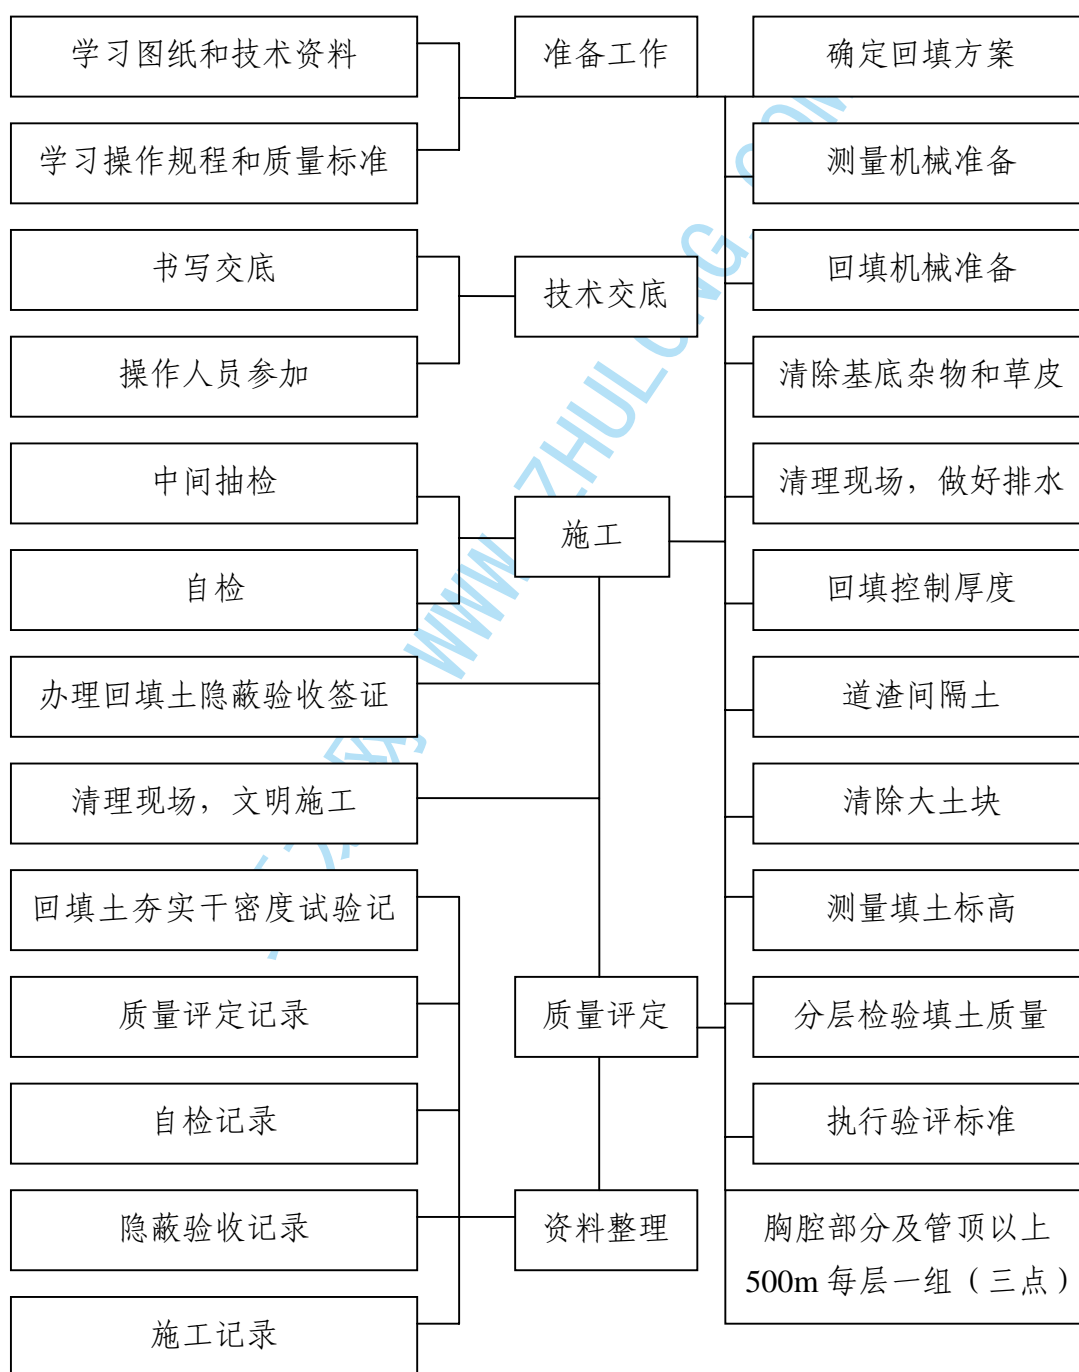 学习图纸和技术资料
准备工作
确定回填方案
学习操作规程和质量标准
测量机械准备
书写交底
技术交底
回填机械准备
操作人员参加
清除基底杂物和草皮
中间抽检
施工
清理现场，做好排水
自检
回填控制厚度
办理回填土隐蔽验收签证
道渣间隔土
清理现场，文明施工
清除大土块
回填土夯实干密度试验记
测量填土标高
质量评定记录
质量评定
分层检验填土质量
自检记录
执行验评标准
隐蔽验收记录
资料整理
胸腔部分及管顶以上
500m 每层一组（三点）
施工记录
WWW.ZHULONG.COM